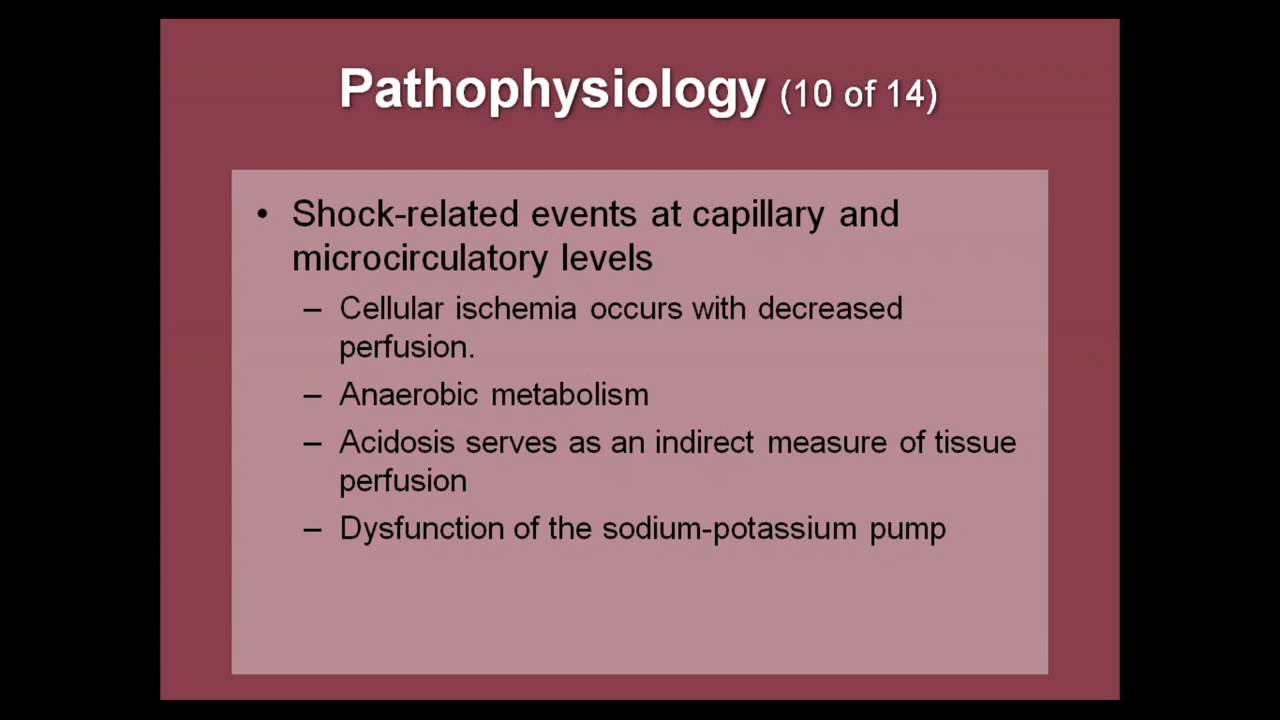 Pathophysiology (10 of 14)
• Shock-related events at capillary and
microcirculatory levels
– Cellular ischemia occurs with decreased
perfusion.
– Anaerobic metabolism
– Acidosis serves as an indirect measure of tissue
perfusion
– Dysfunction of the sodium-potassium pump